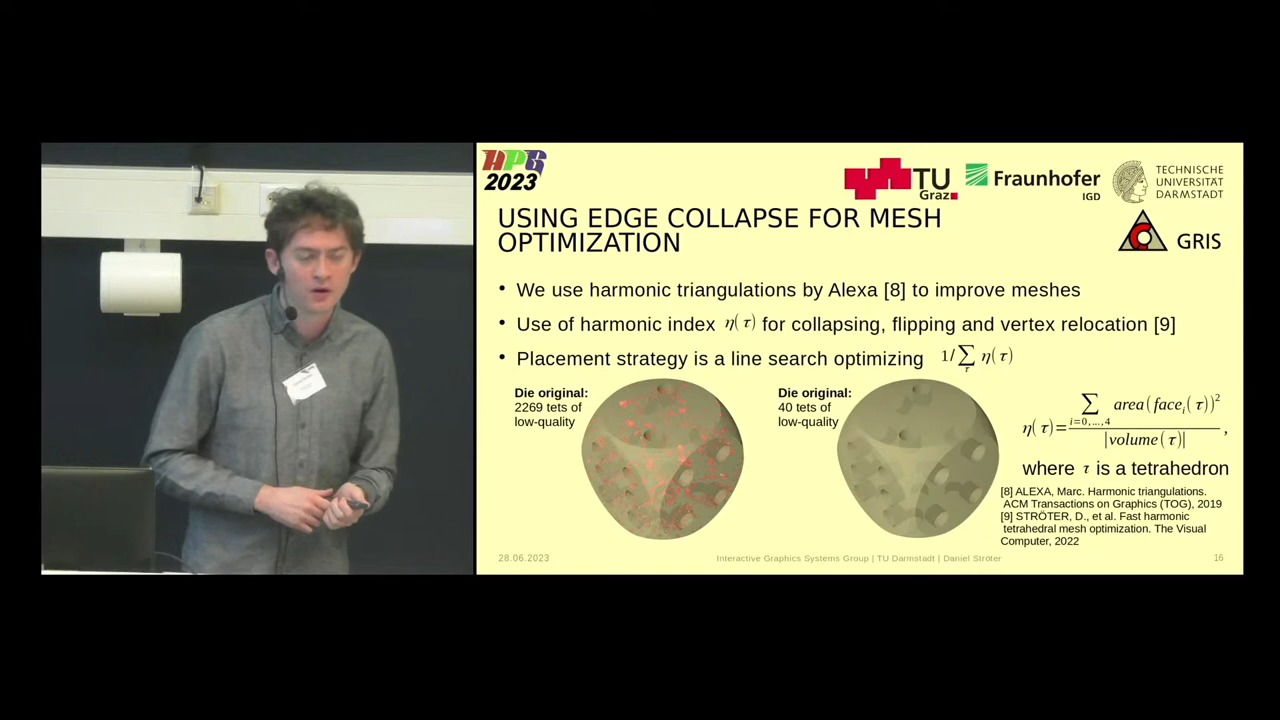 HPG
2023
TU
Graz
Fraunhofer
IGD
TECHNISCHE
UNIVERSITÄT
DARMSTADT
GRIS
USING EDGE COLLAPSE FOR MESH
OPTIMIZATION
• We use harmonic triangulations by Alexa [8] to improve meshes
• Use of harmonic index η(τ) for collapsing, flipping and vertex relocation [9]
• Placement strategy is a line search optimizing 1/∑τ η(τ)
Die original:
2269 tets of
low-quality
Die original:
40 tets of
low-quality
η(τ)=∑i=0,...,4 area(facei(τ))²/|volume(τ)|,
where τ is a tetrahedron
[8] ALEXA, Marc. Harmonic triangulations.
ACM Transactions on Graphics (TOG), 2019
[9] STRÖTER, D., et al. Fast harmonic
tetrahedral mesh optimization. The Visual
Computer, 2022
28.06.2023
Interactive Graphics Systems Group | TU Darmstadt | Daniel Ströter
16